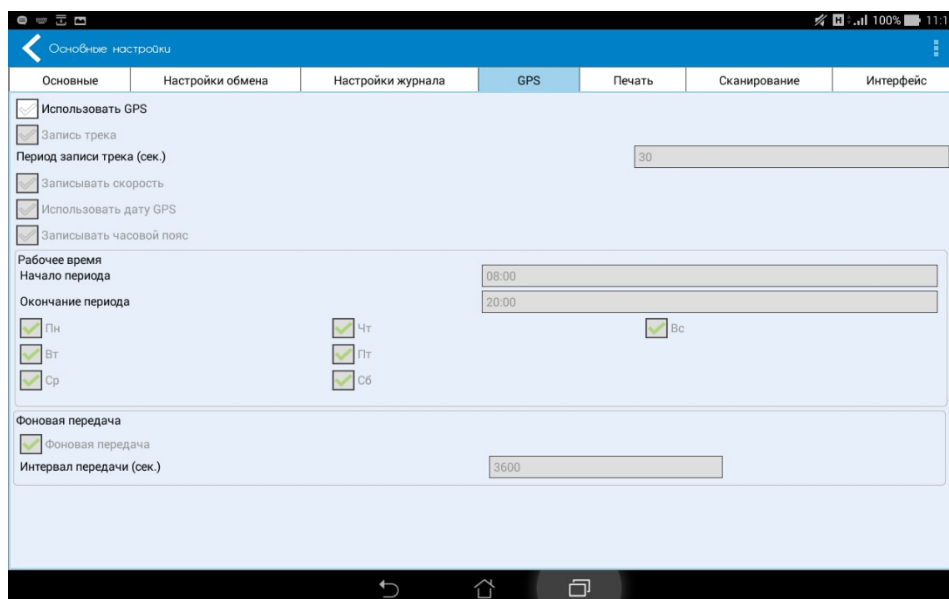 100% 11:1
Основные настройки
Основные Настройки обмена Настройки журнала GPS Печать Сканирование Интерфейс
Использовать GPS
Запись трека
Период записи трека (сек.) 30
Записывать скорость
Использовать дату GPS
Записывать часовой пояс
Рабочее время
Начало периода 08:00
Окончание периода 20:00
Пн Чт Вс
Вт Пт
Ср Сб
Фоновая передача
Фоновая передача
Интервал передачи (сек.) 3600